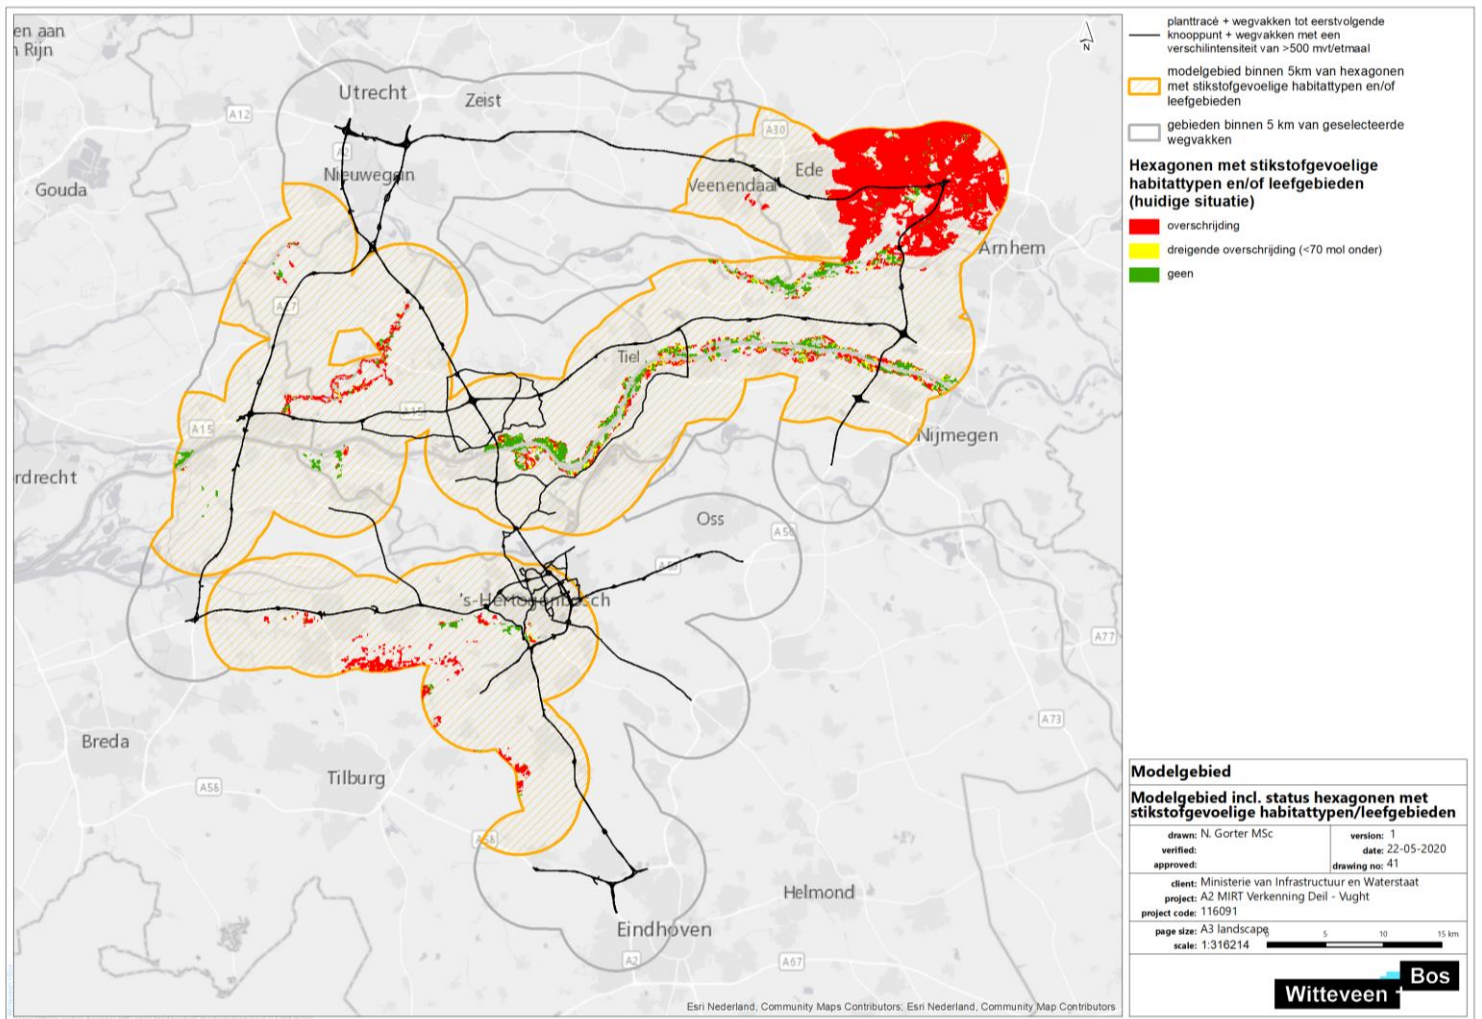 en aan
n Rijn
Utrecht
Zeist
A12
A30
A2
Ede
Nieuwegein
Veenendaal
Gouda
Arnhem
A27
Tiel
A15
A15
Nijmegen
rdrecht
Oss
A50
A59
's-Hertogenbosch
A77
A73
Breda
Tilburg
A58
A58
Helmond
Eindhoven
A2
A67
N
Esri Nederland, Community Maps Contributors; Esri Nederland, Community Map Contributors
planttracé + wegvakken tot eerstvolgende
knooppunt + wegvakken met een
verschilintensiteit van >500 mvt/etmaal
modelgebied binnen 5km van hexagonen
met stikstofgevoelige habitattypen en/of
leefgebieden
gebieden binnen 5 km van geselecteerde
wegvakken
Hexagonen met stikstofgevoelige
habitattypen en/of leefgebieden
(huidige situatie)
overschrijding
dreigende overschrijding (<70 mol onder)
geen
Modelgebied
Modelgebied incl. status hexagonen met
stikstofgevoelige habitattypen/leefgebieden
drawn: N. Gorter MSc version: 1
verified: date: 22-05-2020
approved: drawing no: 41
client: Ministerie van Infrastructuur en Waterstaat
project: A2 MIRT Verkenning Deil - Vught
project code: 116091
page size: A3 landscape
scale: 1:316214
0 5 10 15 km
Witteveen + Bos